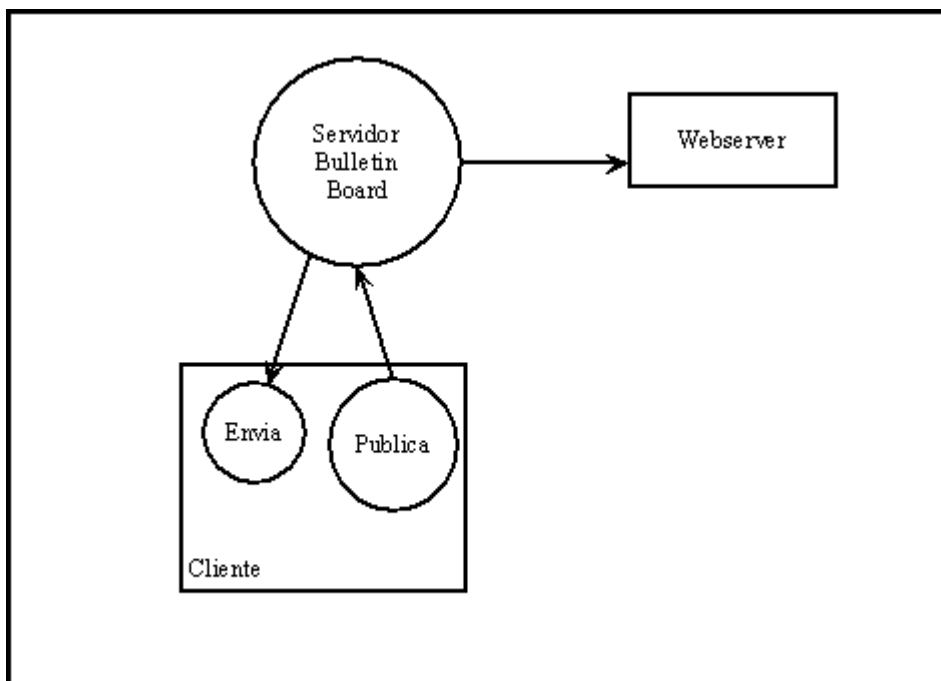 Servidor
Bulletin
Board
Webserver
Envia
Publica
Cliente